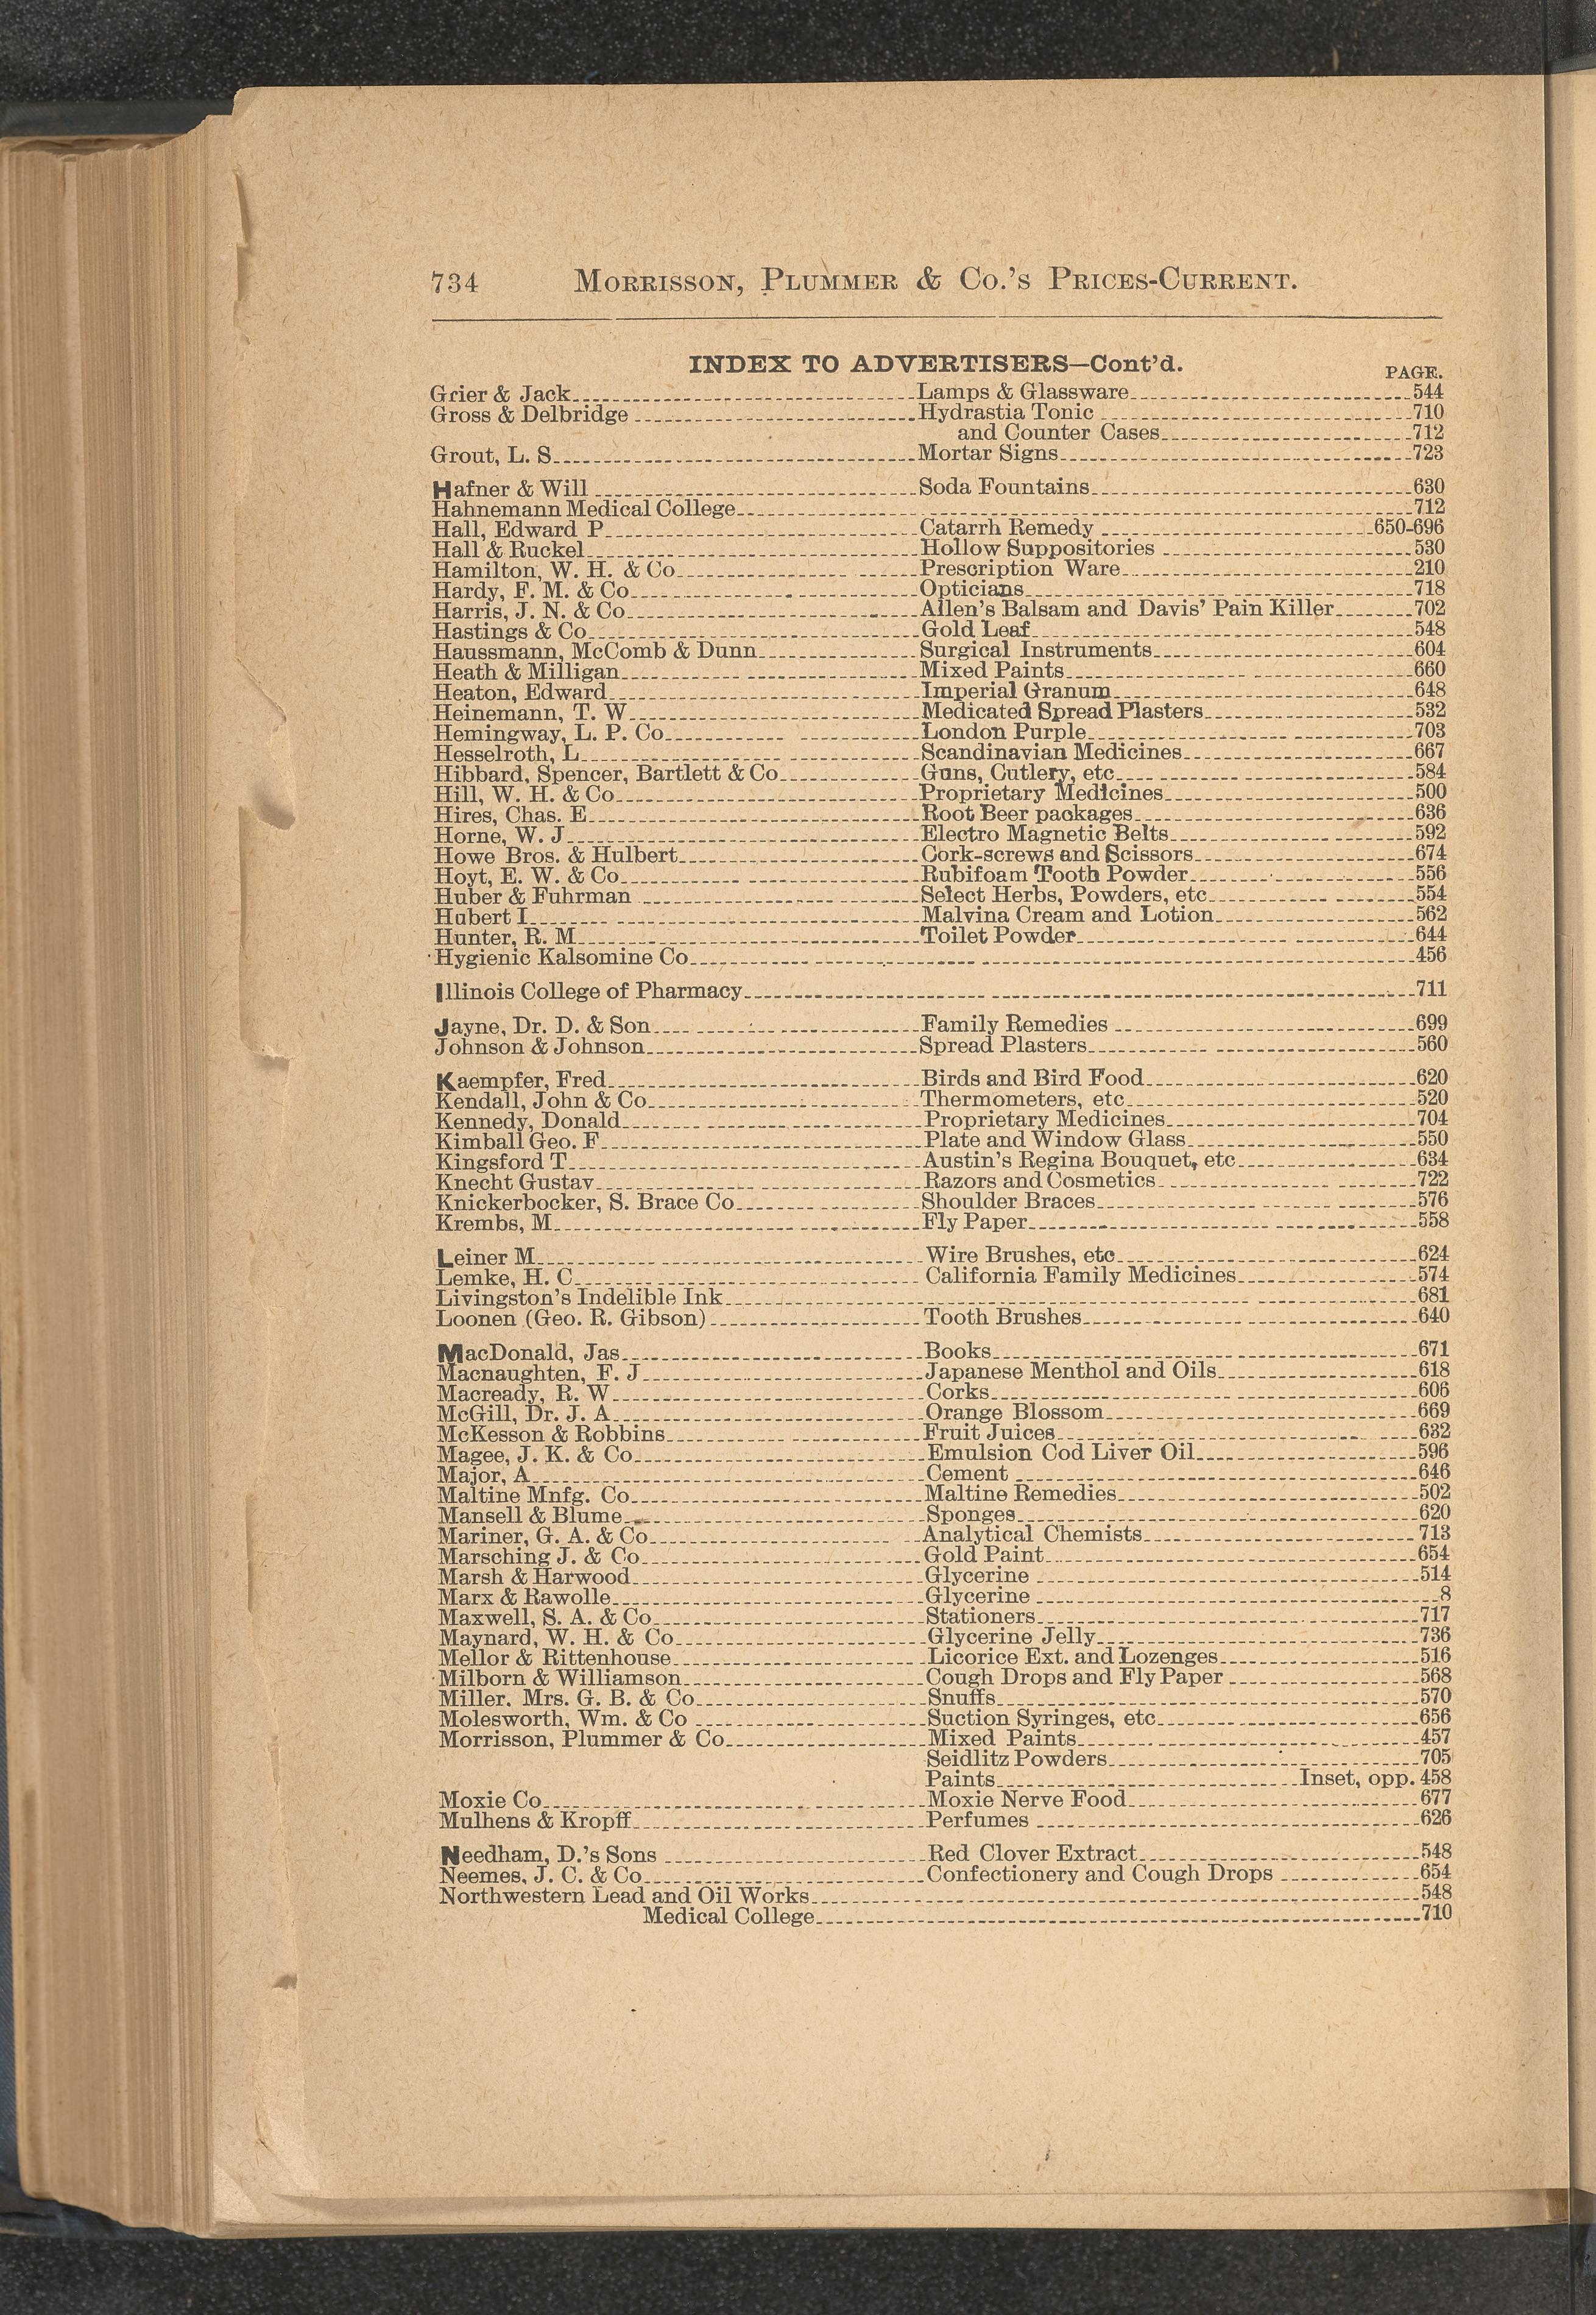 734 MORRISSON, PLUMMER & CO.'S PRICES-CURRENT.
INDEX TO ADVERTISERS—Cont'd.
PAGE.
Grier & Jack Lamps & Glassware 544
Gross & Delbridge Hydrastia Tonic 710
and Counter Cases 712
Grout, L. S. Mortar Signs 723
Hafner & Will Soda Fountains 630
Hahnemann Medical College 712
Hall, Edward P. Catarrh Remedy 650-696
Hall & Ruckel Hollow Suppositories 530
Hamilton, W. H. & Co. Prescription Ware 210
Hardy, F. M. & Co. Opticians 718
Harris, J. N. & Co. Allen's Balsam and Davis' Pain Killer 702
Hastings & Co. Gold Leaf 548
Haussmann, McComb & Dunn Surgical Instruments 604
Heath & Milligan Mixed Paints 660
Heaton, Edward Imperial Granum 648
Heinemann, T. W. Medicated Spread Plasters 532
Hemingway, L. P. Co. London Purple 703
Hesselroth, L. Scandinavian Medicines 667
Hibbard, Spencer, Bartlett & Co. Guns, Cutlery, etc. 584
Hill, W. H. & Co. Proprietary Medicines 500
Hires, Chas. E. Root Beer packages 636
Horne, W. J. Electro Magnetic Belts 592
Howe Bros. & Hulbert Cork-screws and Scissors 674
Hoyt, E. W. & Co. Rubifoam Tooth Powder 556
Huber & Fuhrman Select Herbs, Powders, etc. 554
Hubert I. Malvina Cream and Lotion 562
Hunter, R. M. Toilet Powder 644
Hygienic Kalsomine Co. 456
Illinois College of Pharmacy 711
Jayne, Dr. D. & Son Family Remedies 699
Johnson & Johnson Spread Plasters 560
Kaempfer, Fred Birds and Bird Food 620
Kendall, John & Co. Thermometers, etc. 520
Kennedy, Donald Proprietary Medicines 704
Kimball Geo. F. Plate and Window Glass 550
Kingsford T. Austin's Regina Bouquet, etc. 634
Knecht Gustav Razors and Cosmetics 722
Knickerbocker, S. Brace Co. Shoulder Braces 576
Krembs, M. Fly Paper 558
Leiner M. Wire Brushes, etc. 624
Lemke, H. C. California Family Medicines 574
Livingston's Indelible Ink 681
Loonen (Geo. R. Gibson) Tooth Brushes 640
MacDonald, Jas. Books 671
Macnaughten, F. J. Japanese Menthol and Oils 618
Macready, R. W. Corks 606
McGill, Dr. J. A. Orange Blossom 669
McKesson & Robbins Fruit Juices 632
Magee, J. K. & Co. Emulsion Cod Liver Oil 596
Major, A. Cement 646
Maltine Mnfg. Co. Maltine Remedies 502
Mansell & Blume Sponges 620
Mariner, G. A. & Co. Analytical Chemists 713
Marsching J. & Co. Gold Paint 654
Marsh & Harwood Glycerine 514
Marx & Rawolle Glycerine 8
Maxwell, S. A. & Co. Stationers 717
Maynard, W. H. & Co. Glycerine Jelly 736
Mellor & Rittenhouse Licorice Ext. and Lozenges 516
Milborn & Williamson Cough Drops and Fly Paper 568
Miller. Mrs. G. B. & Co. Snuffs 570
Molesworth, Wm. & Co Suction Syringes, etc. 656
Morrisson, Plummer & Co. Mixed Paints 457
Seidlitz Powders 705
Paints Inset, opp. 458
Moxie Co. Moxie Nerve Food 677
Mulhens & Kropff Perfumes 626
Needham, D.'s Sons Red Clover Extract 548
Neemes, J. C. & Co. Confectionery and Cough Drops 654
Northwestern Lead and Oil Works 548
Medical College 710